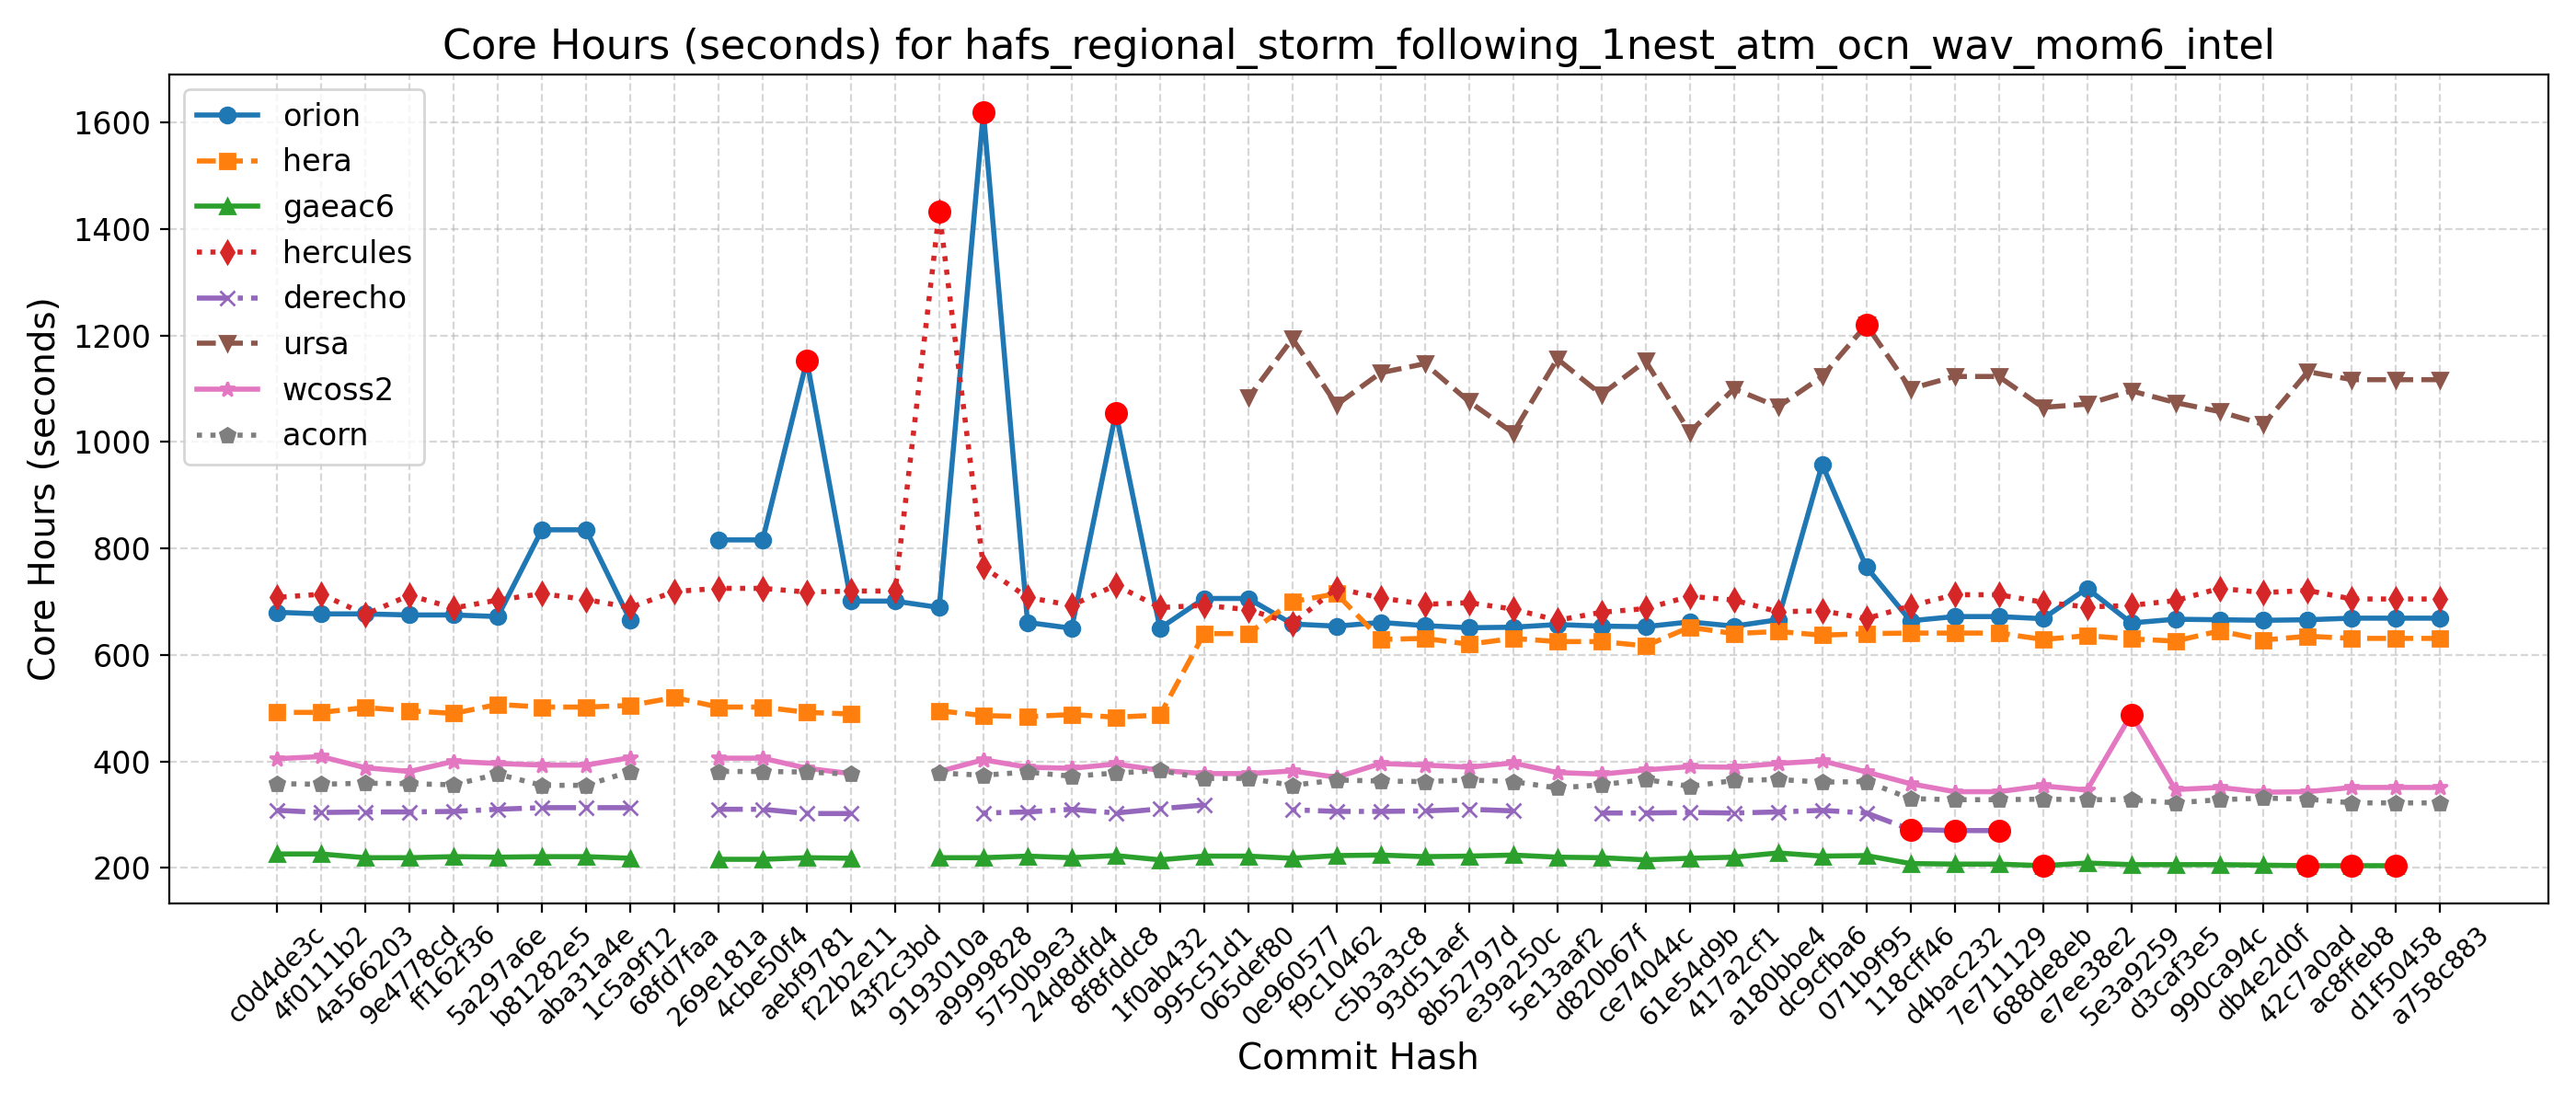 Core Hours (seconds) for hafs_regional_storm_following_1nest_atm_ocn_wav_mom6_intel
Core Hours (seconds)
1600
1400
1200
1000
800
600
400
200
orion
hera
gaeac6
hercules
derecho
ursa
wcoss2
acorn
c0d4de3c
4f0111b2
4a566203
9e4778cd
ff162f36
5a297a6e
b81282e5
aba31a4e
1c5a9f12
68fd7faa
269e181a
4cbe50f4
aebf9781
f22b2e11
43f2c3bd
9193010a
a9999828
5750b9e3
24d8dfd4
8f8fddc8
1f0ab432
995c51d1
065def80
0e960577
f9c10462
c5b3a3c8
93d51aef
8b52797d
e39a250c
5e13aaf2
d820b67f
ce74044c
61e54d9b
417a2cf1
a180bbe4
dc9cfba6
071b9f95
118cff46
d4bac232
7e711129
688de8eb
e7ee38e2
5e3a9259
d3caf3e5
990ca94c
db4e2d0f
42c7a0ad
ac8ffeb8
d1f50458
a758c883
Commit Hash